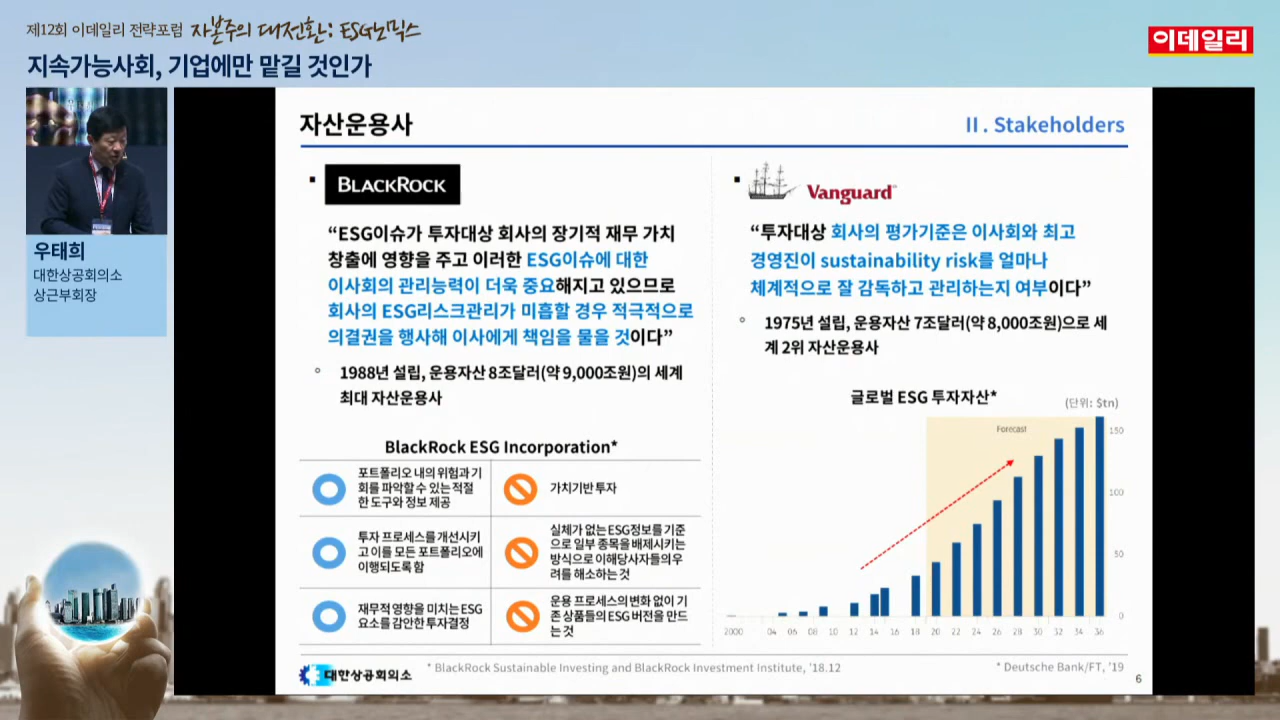 제12회 이데일리 전략포럼 자본주의 대전환: ESG노믹스
지속가능사회, 기업에만 맡길 것인가
이데일리
우태희
대한상공회의소
상근부회장
자산운용사
II. Stakeholders
BLACKROCK
“ESG이슈가 투자대상 회사의 장기적 재무 가치
창출에 영향을 주고 이러한 ESG이슈에 대한
이사회의 관리능력이 더욱 중요해지고 있으므로
회사의 ESG리스크관리가 미흡할 경우 적극적으로
의결권을 행사해 이사에게 책임을 물을 것이다”
1988년 설립, 운용자산 8조달러(약 9,000조원)의 세계
최대 자산운용사
BlackRock ESG Incorporation*
포트폴리오 내의 위험과 기
회를 파악할 수 있는 적절
한 도구와 정보 제공
가치기반 투자
투자 프로세스를 개선시키
고 이를 모든 포트폴리오에
이행되도록 함
실체가 없는 ESG정보를 기준
으로 일부 종목을 배제시키는
방식으로 이해당사자들의 우
려를 해소하는 것
재무적 영향을 미치는 ESG
요소를 감안한 투자결정
운용 프로세스의 변화 없이 기
존 상품들의 ESG 버전을 만드
는 것
Vanguard
“투자대상 회사의 평가기준은 이사회와 최고
경영진이 sustainability risk를 얼마나
체계적으로 잘 감독하고 관리하는지 여부이다”
1975년 설립, 운용자산 7조달러(약 8,000조원)으로 세
계 2위 자산운용사
글로벌 ESG 투자자산*
(단위: $tn)
Forecast
150
100
50
0
2000 04 06 08 10 12 14 16 18 20 22 24 26 28 30 32 34 36
대한상공회의소
* BlackRock Sustainable Investing and BlackRock Investment Institute, ’18.12
* Deutsche Bank/FT, ’19
6